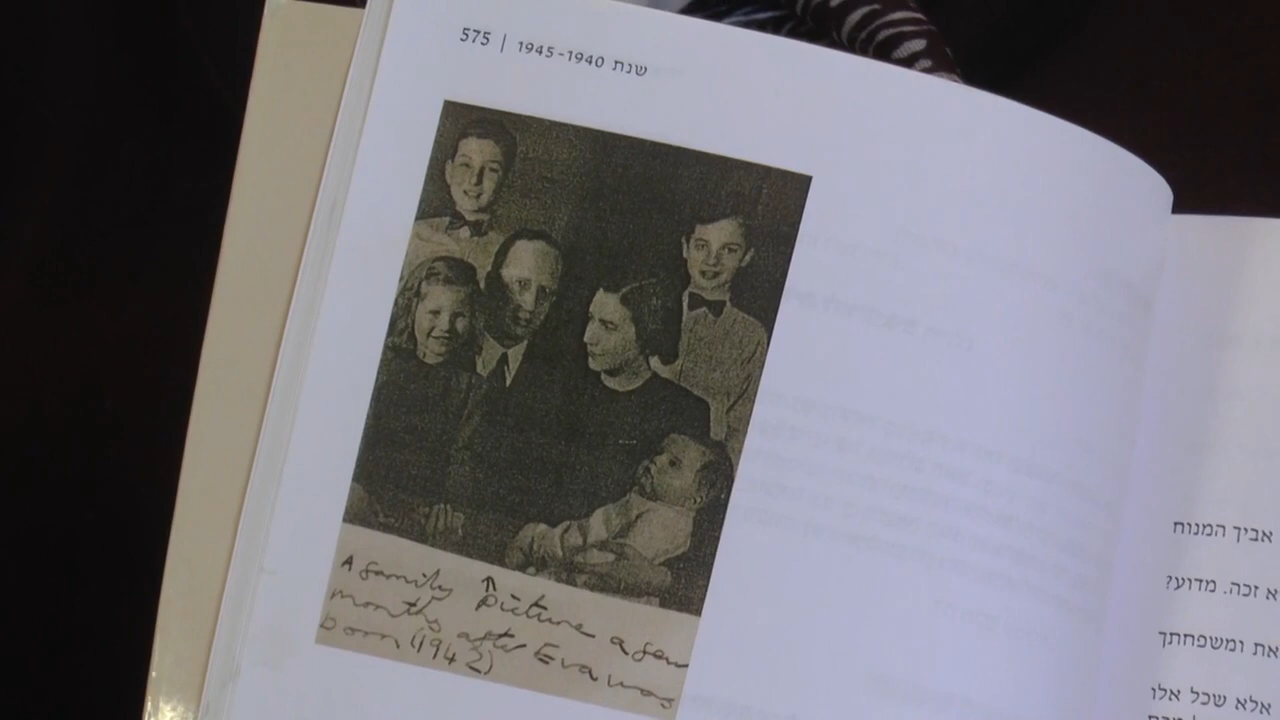 575 | שנת 1940-1945
A family picture a few
months after Eva was
born (1942)
אביך המנוח
א זכה. מדוע?
את ומשפחתך
אלא שכל אלו